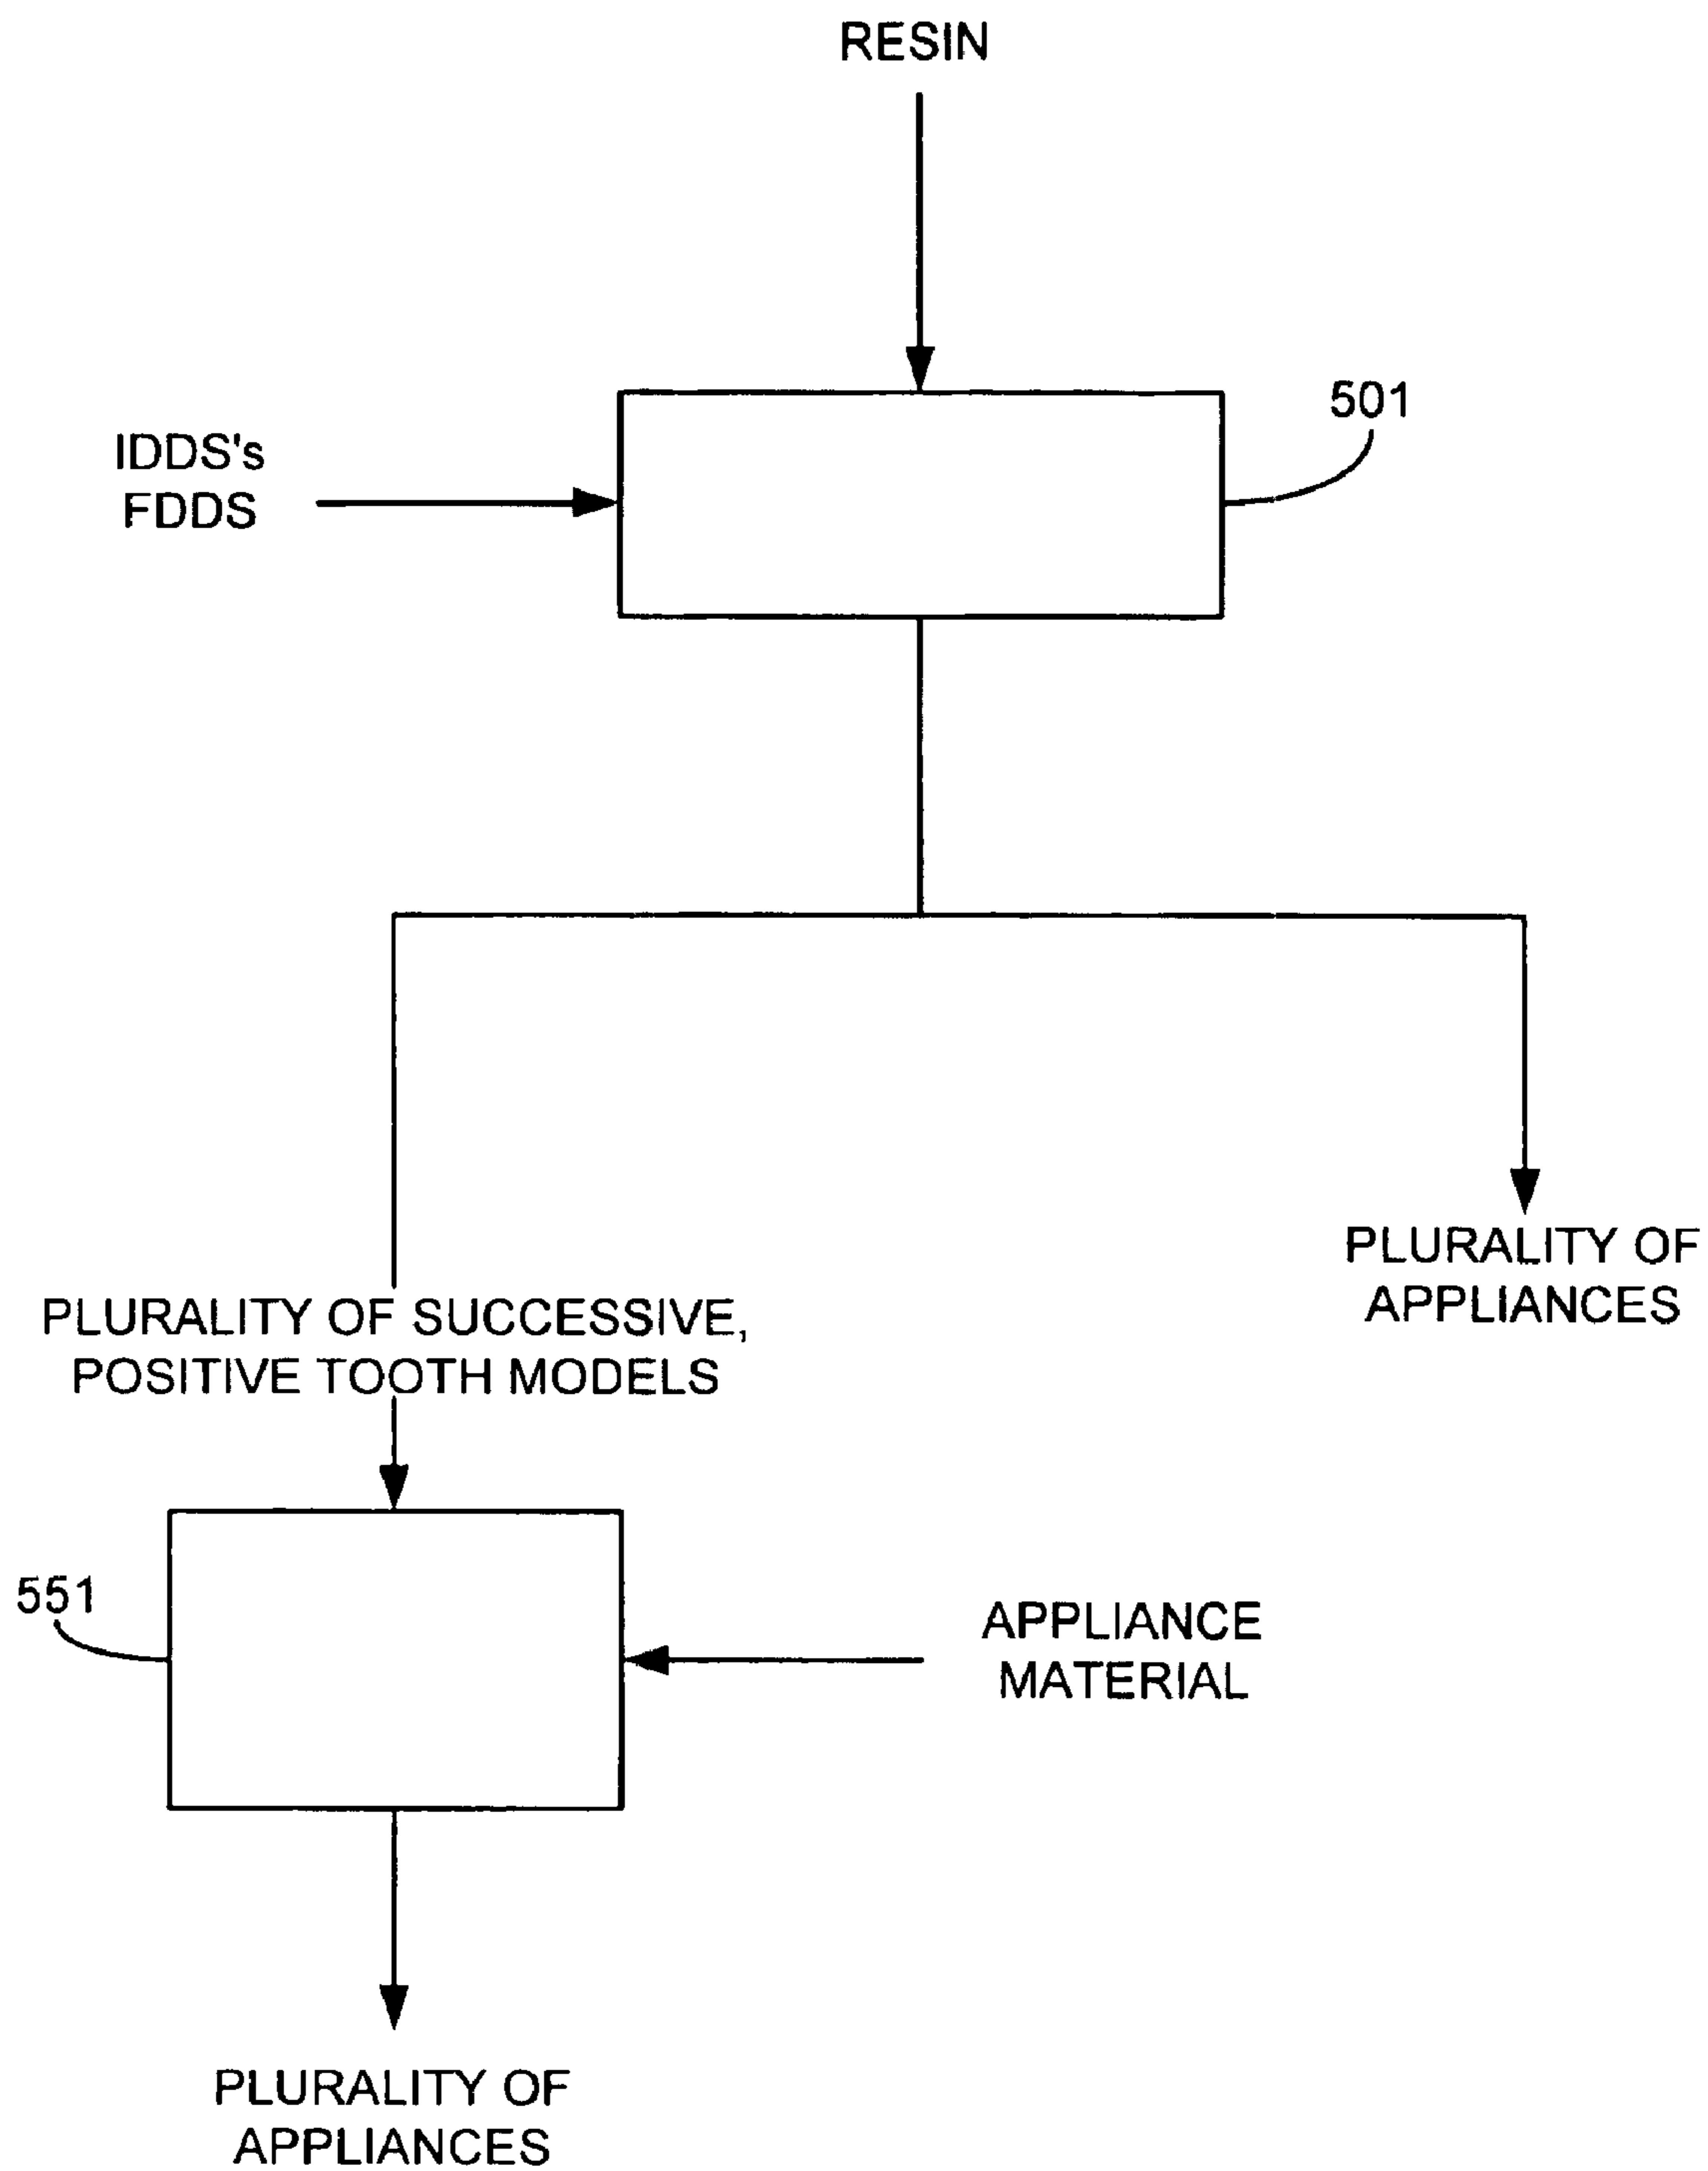 RESIN
501
IDDS's
FDDS
PLURALITY OF
APPLIANCES
PLURALITY OF SUCCESSIVE,
POSITIVE TOOTH MODELS
551
APPLIANCE
MATERIAL
PLURALITY OF
APPLIANCES